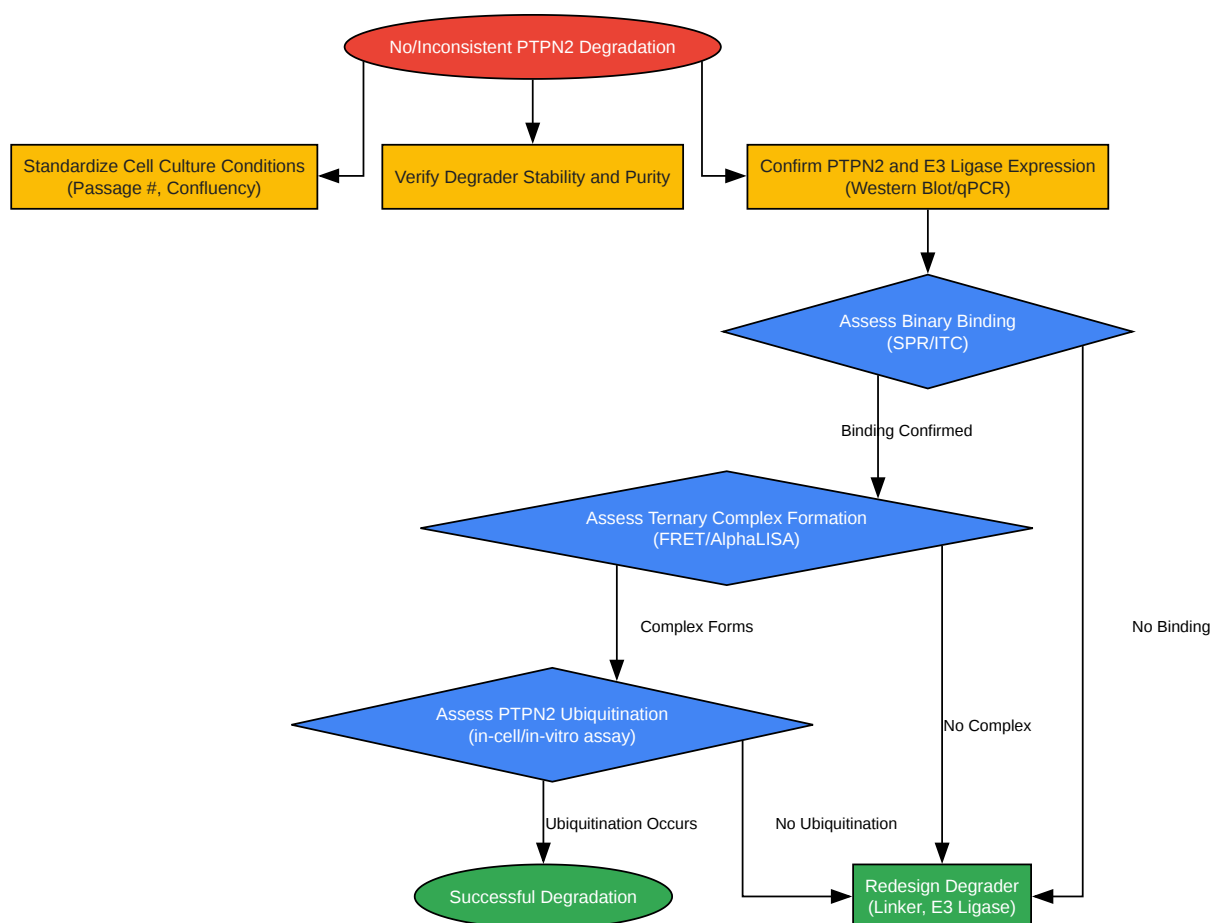 No/Inconsistent PTPN2 Degradation
Standardize Cell Culture Conditions
(Passage #, Confluency)
Verify Degrader Stability and Purity
Confirm PTPN2 and E3 Ligase Expression
(Western Blot/qPCR)
Assess Binary Binding
(SPR/ITC)
Binding Confirmed
Assess Ternary Complex Formation
(FRET/AlphaLISA)
Complex Forms
No Binding
Assess PTPN2 Ubiquitination
(in-cell/in-vitro assay)
No Complex
Ubiquitination Occurs
No Ubiquitination
Successful Degradation
Redesign Degrader
(Linker, E3 Ligase)